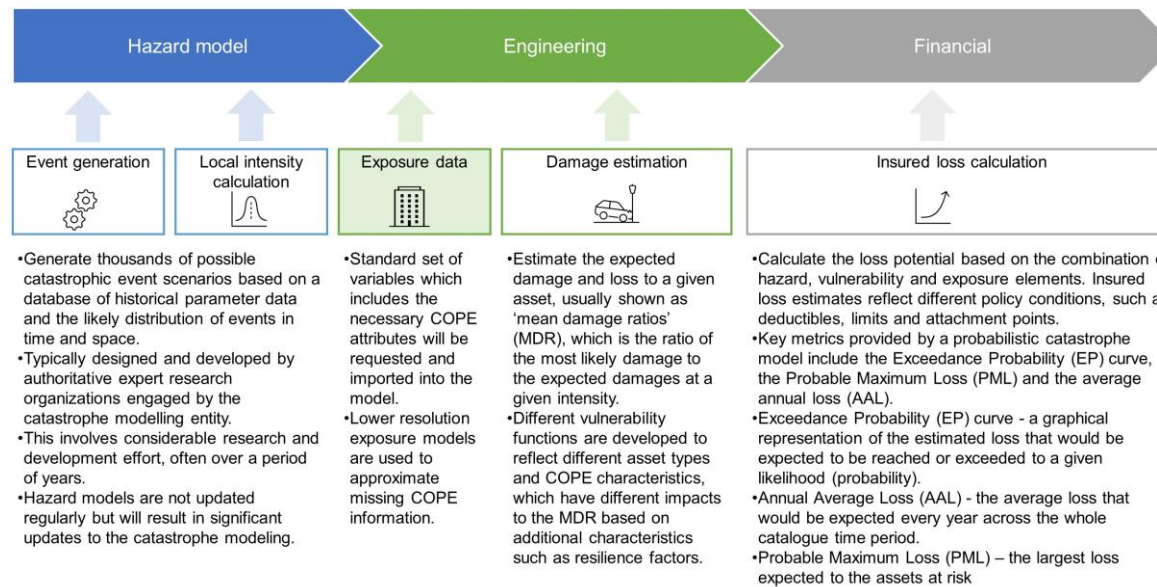 Hazard model
Engineering
Financial
Event generation
Local intensity
calculation
Exposure data
Damage estimation
Insured loss calculation
•Generate thousands of possible
catastrophic event scenarios based on a
database of historical parameter data
and the likely distribution of events in
time and space.
•Typically designed and developed by
authoritative expert research
organizations engaged by the
catastrophe modelling entity.
•This involves considerable research and
development effort, often over a period
of years.
•Hazard models are not updated
regularly but will result in significant
updates to the catastrophe modeling.
•Standard set of
variables which
includes the
necessary COPE
attributes will be
requested and
imported into the
model.
•Lower resolution
exposure models
are used to
approximate
missing COPE
information.
•Estimate the expected
damage and loss to a given
asset, usually shown as
‘mean damage ratios’
(MDR), which is the ratio of
the most likely damage to
the expected damages at a
given intensity.
•Different vulnerability
functions are developed to
reflect different asset types
and COPE characteristics,
which have different impacts
to the MDR based on
additional characteristics
such as resilience factors.
•Calculate the loss potential based on the combination
hazard, vulnerability and exposure elements. Insured
loss estimates reflect different policy conditions, such
deductibles, limits and attachment points.
•Key metrics provided by a probabilistic catastrophe
model include the Exceedance Probability (EP) curve,
the Probable Maximum Loss (PML) and the average
annual loss (AAL).
•Exceedance Probability (EP) curve - a graphical
representation of the estimated loss that would be
expected to be reached or exceeded to a given
likelihood (probability).
•Annual Average Loss (AAL) - the average loss that
would be expected every year across the whole
catalogue time period.
•Probable Maximum Loss (PML) – the largest loss
expected to the assets at risk